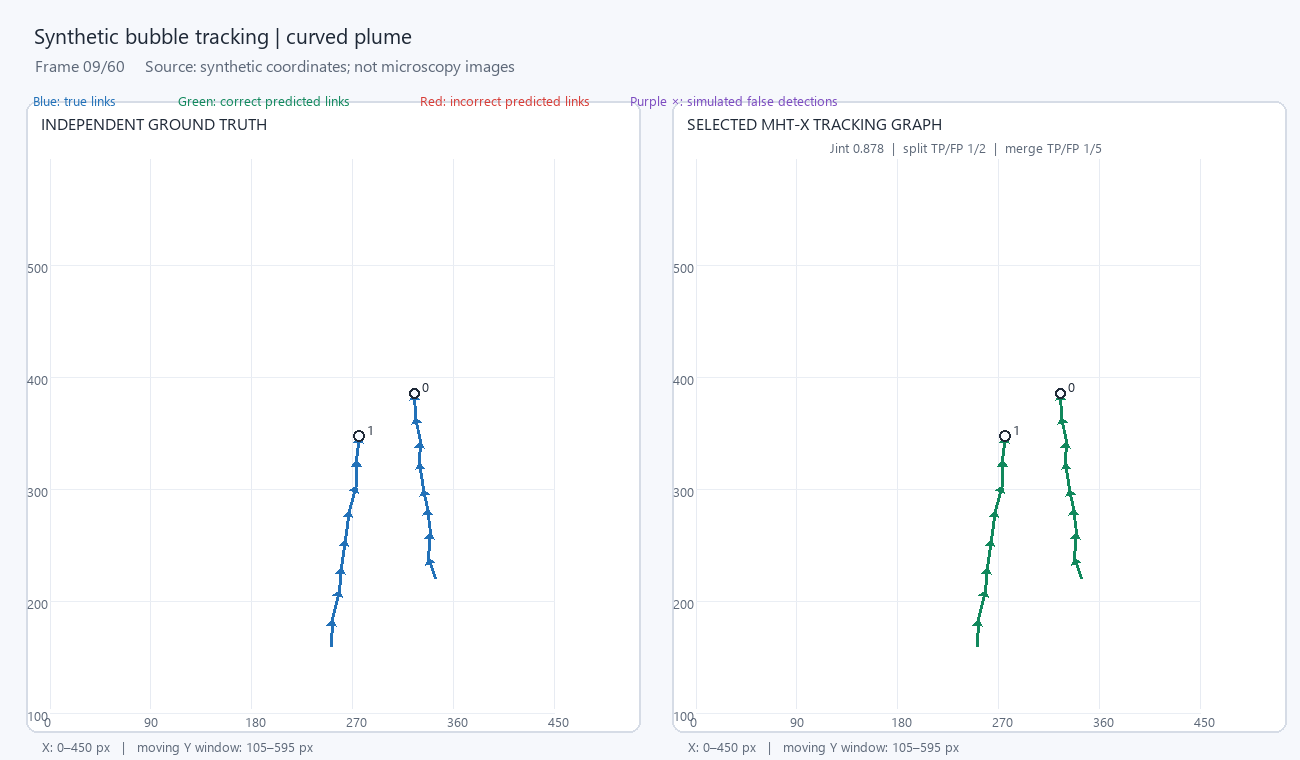 Synthetic bubble tracking | curved plume
Frame 09/60 Source: synthetic coordinates; not microscopy images
Blue: true links Green: correct predicted links Red: incorrect predicted links Purple ×: simulated false detections
INDEPENDENT GROUND TRUTH
500
400
300
200
100
0 90 180 270 360 450
0
1
X: 0–450 px | moving Y window: 105–595 px
SELECTED MHT-X TRACKING GRAPH
Jint 0.878 | split TP/FP 1/2 | merge TP/FP 1/5
500
400
300
200
100
0 90 180 270 360 450
0
1
X: 0–450 px | moving Y window: 105–595 px